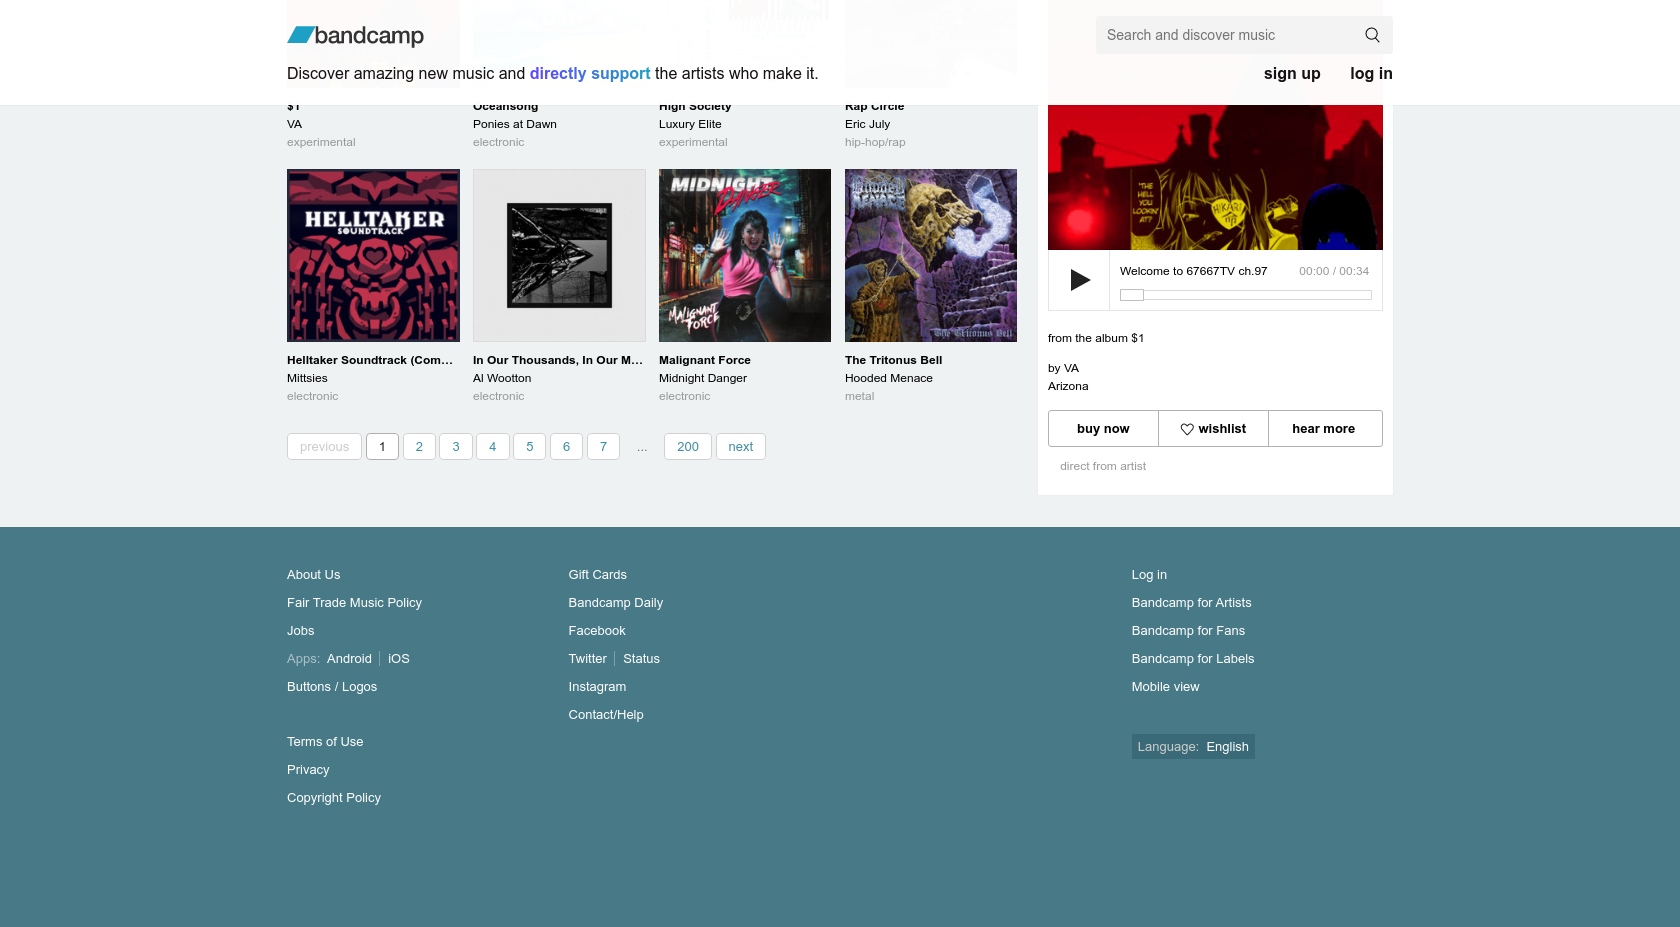 bandcamp
Search and discover music
Discover amazing new music and directly support the artists who make it.
sign up
log in
$1
VA
experimental
Oceansong
Ponies at Dawn
electronic
High Society
Luxury Elite
experimental
Rap Circle
Eric July
hip-hop/rap
HELLTAKER
SOUNDTRACK
Helltaker Soundtrack (Com...
Mittsies
electronic
In Our Thousands, In Our M...
Al Wootton
electronic
MIDNIGHT
DANGER
MALIGNANT
FORCE
Malignant Force
Midnight Danger
electronic
HOODED
MENACE
The Tritonus Bell
The Tritonus Bell
Hooded Menace
metal
previous
1
2
3
4
5
6
7
...
200
next
'THE
HELL
YOU
LOOKIN'
AT?
Welcome to 67667TV ch.97
00:00 / 00:34
from the album $1
by VA
Arizona
buy now
wishlist
hear more
direct from artist
About Us
Fair Trade Music Policy
Jobs
Apps: Android iOS
Buttons / Logos
Terms of Use
Privacy
Copyright Policy
Gift Cards
Bandcamp Daily
Facebook
Twitter Status
Instagram
Contact/Help
Log in
Bandcamp for Artists
Bandcamp for Fans
Bandcamp for Labels
Mobile view
Language: English